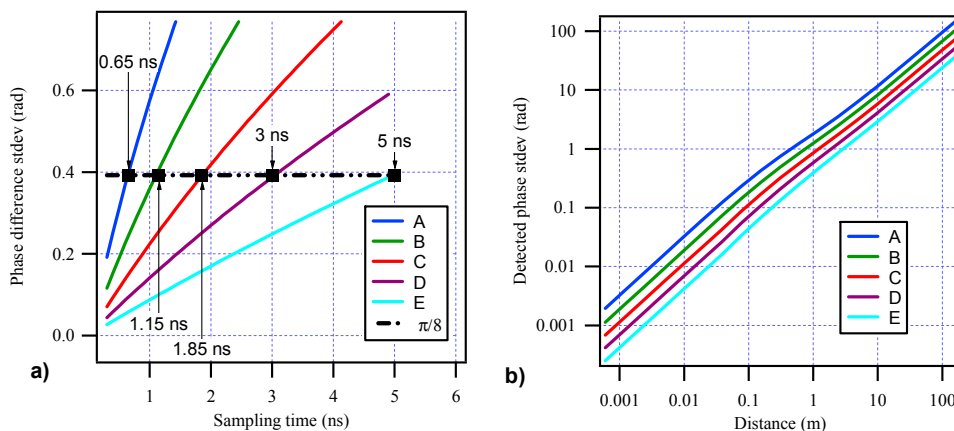 Phase difference stdev (rad)
0.6
0.4
0.2
0.0
0.65 ns
3 ns
5 ns
1.15 ns
1.85 ns
A
B
C
D
E
π/8
1
2
3
4
5
6
Sampling time (ns)
a)
Detected phase stdev (rad)
100
10
1
0.1
0.01
0.001
A
B
C
D
E
0.001
0.01
0.1
1
10
100
Distance (m)
b)